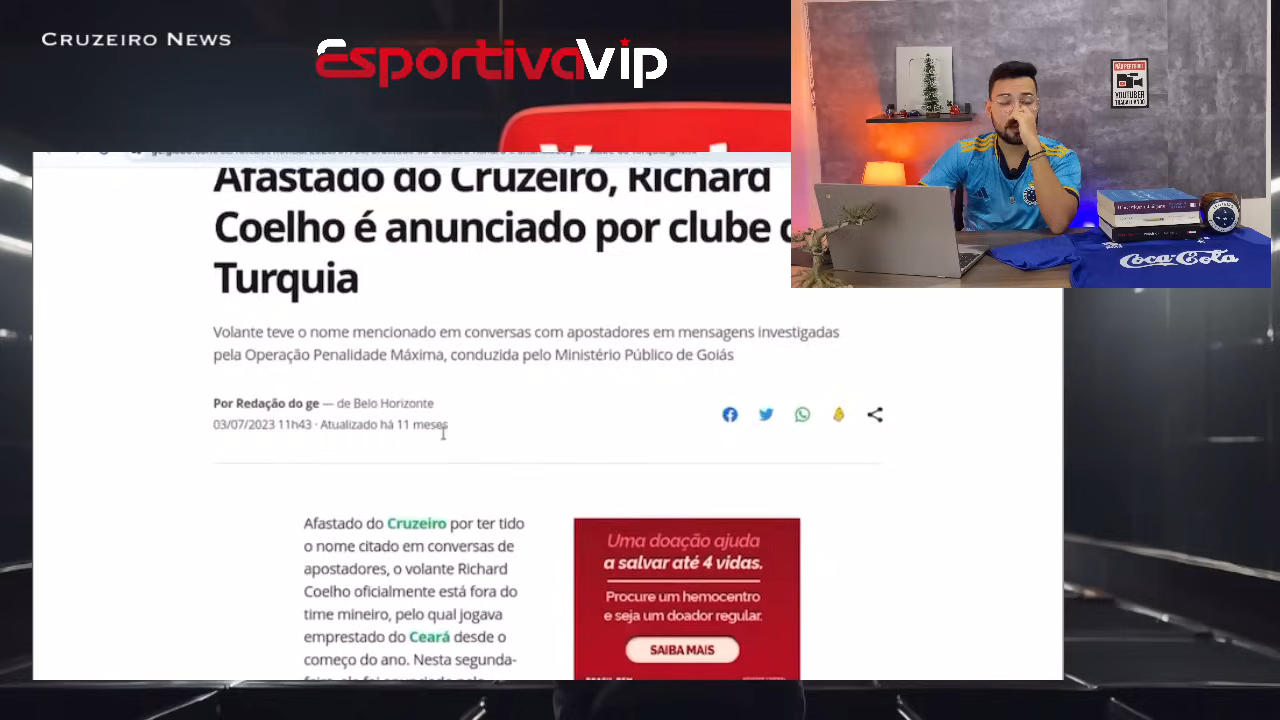 CRUZEIRO NEWS
EsportivaVip
NÃO PERTURBE
YOUTUBER
TRABALHANDO
Afastado do Cruzeiro, Richard
Coelho é anunciado por clube
Turquia
Volante teve o nome mencionado em conversas com apostadores em mensagens investigadas
pela Operação Penalidade Máxima, conduzida pelo Ministério Público de Goiás
Por Redação do ge — de Belo Horizonte
03/07/2023 11h43 · Atualizado há 11 meses
Coca-Cola
Afastado do Cruzeiro por ter tido
o nome citado em conversas de
apostadores, o volante Richard
Coelho oficialmente está fora do
time mineiro, pelo qual jogava
emprestado do Ceará desde o
começo do ano. Nesta segunda-
Uma doação ajuda
a salvar até 4 vidas.
Procure um hemocentro
e seja um doador regular.
SAIBA MAIS